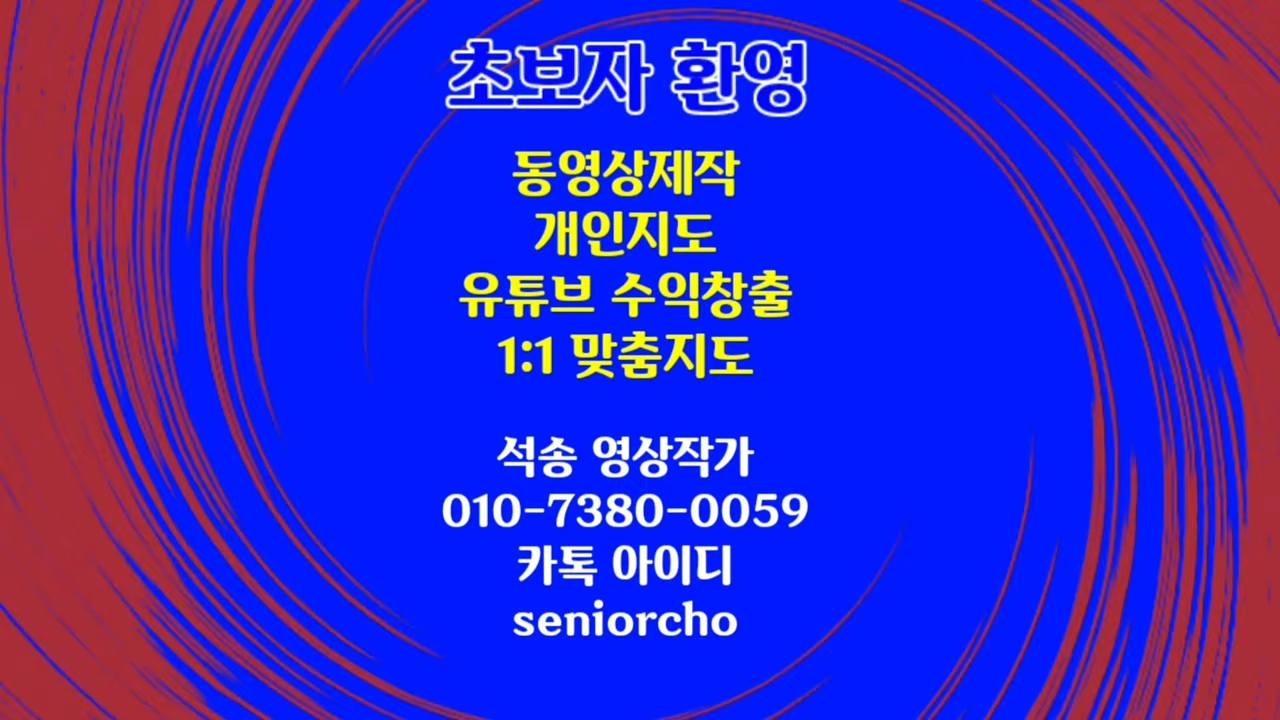 초보자 환영
동영상제작
개인지도
유튜브 수익창출
1:1 맞춤지도
석송 영상작가
010-7380-0059
카톡 아이디
seniorcho